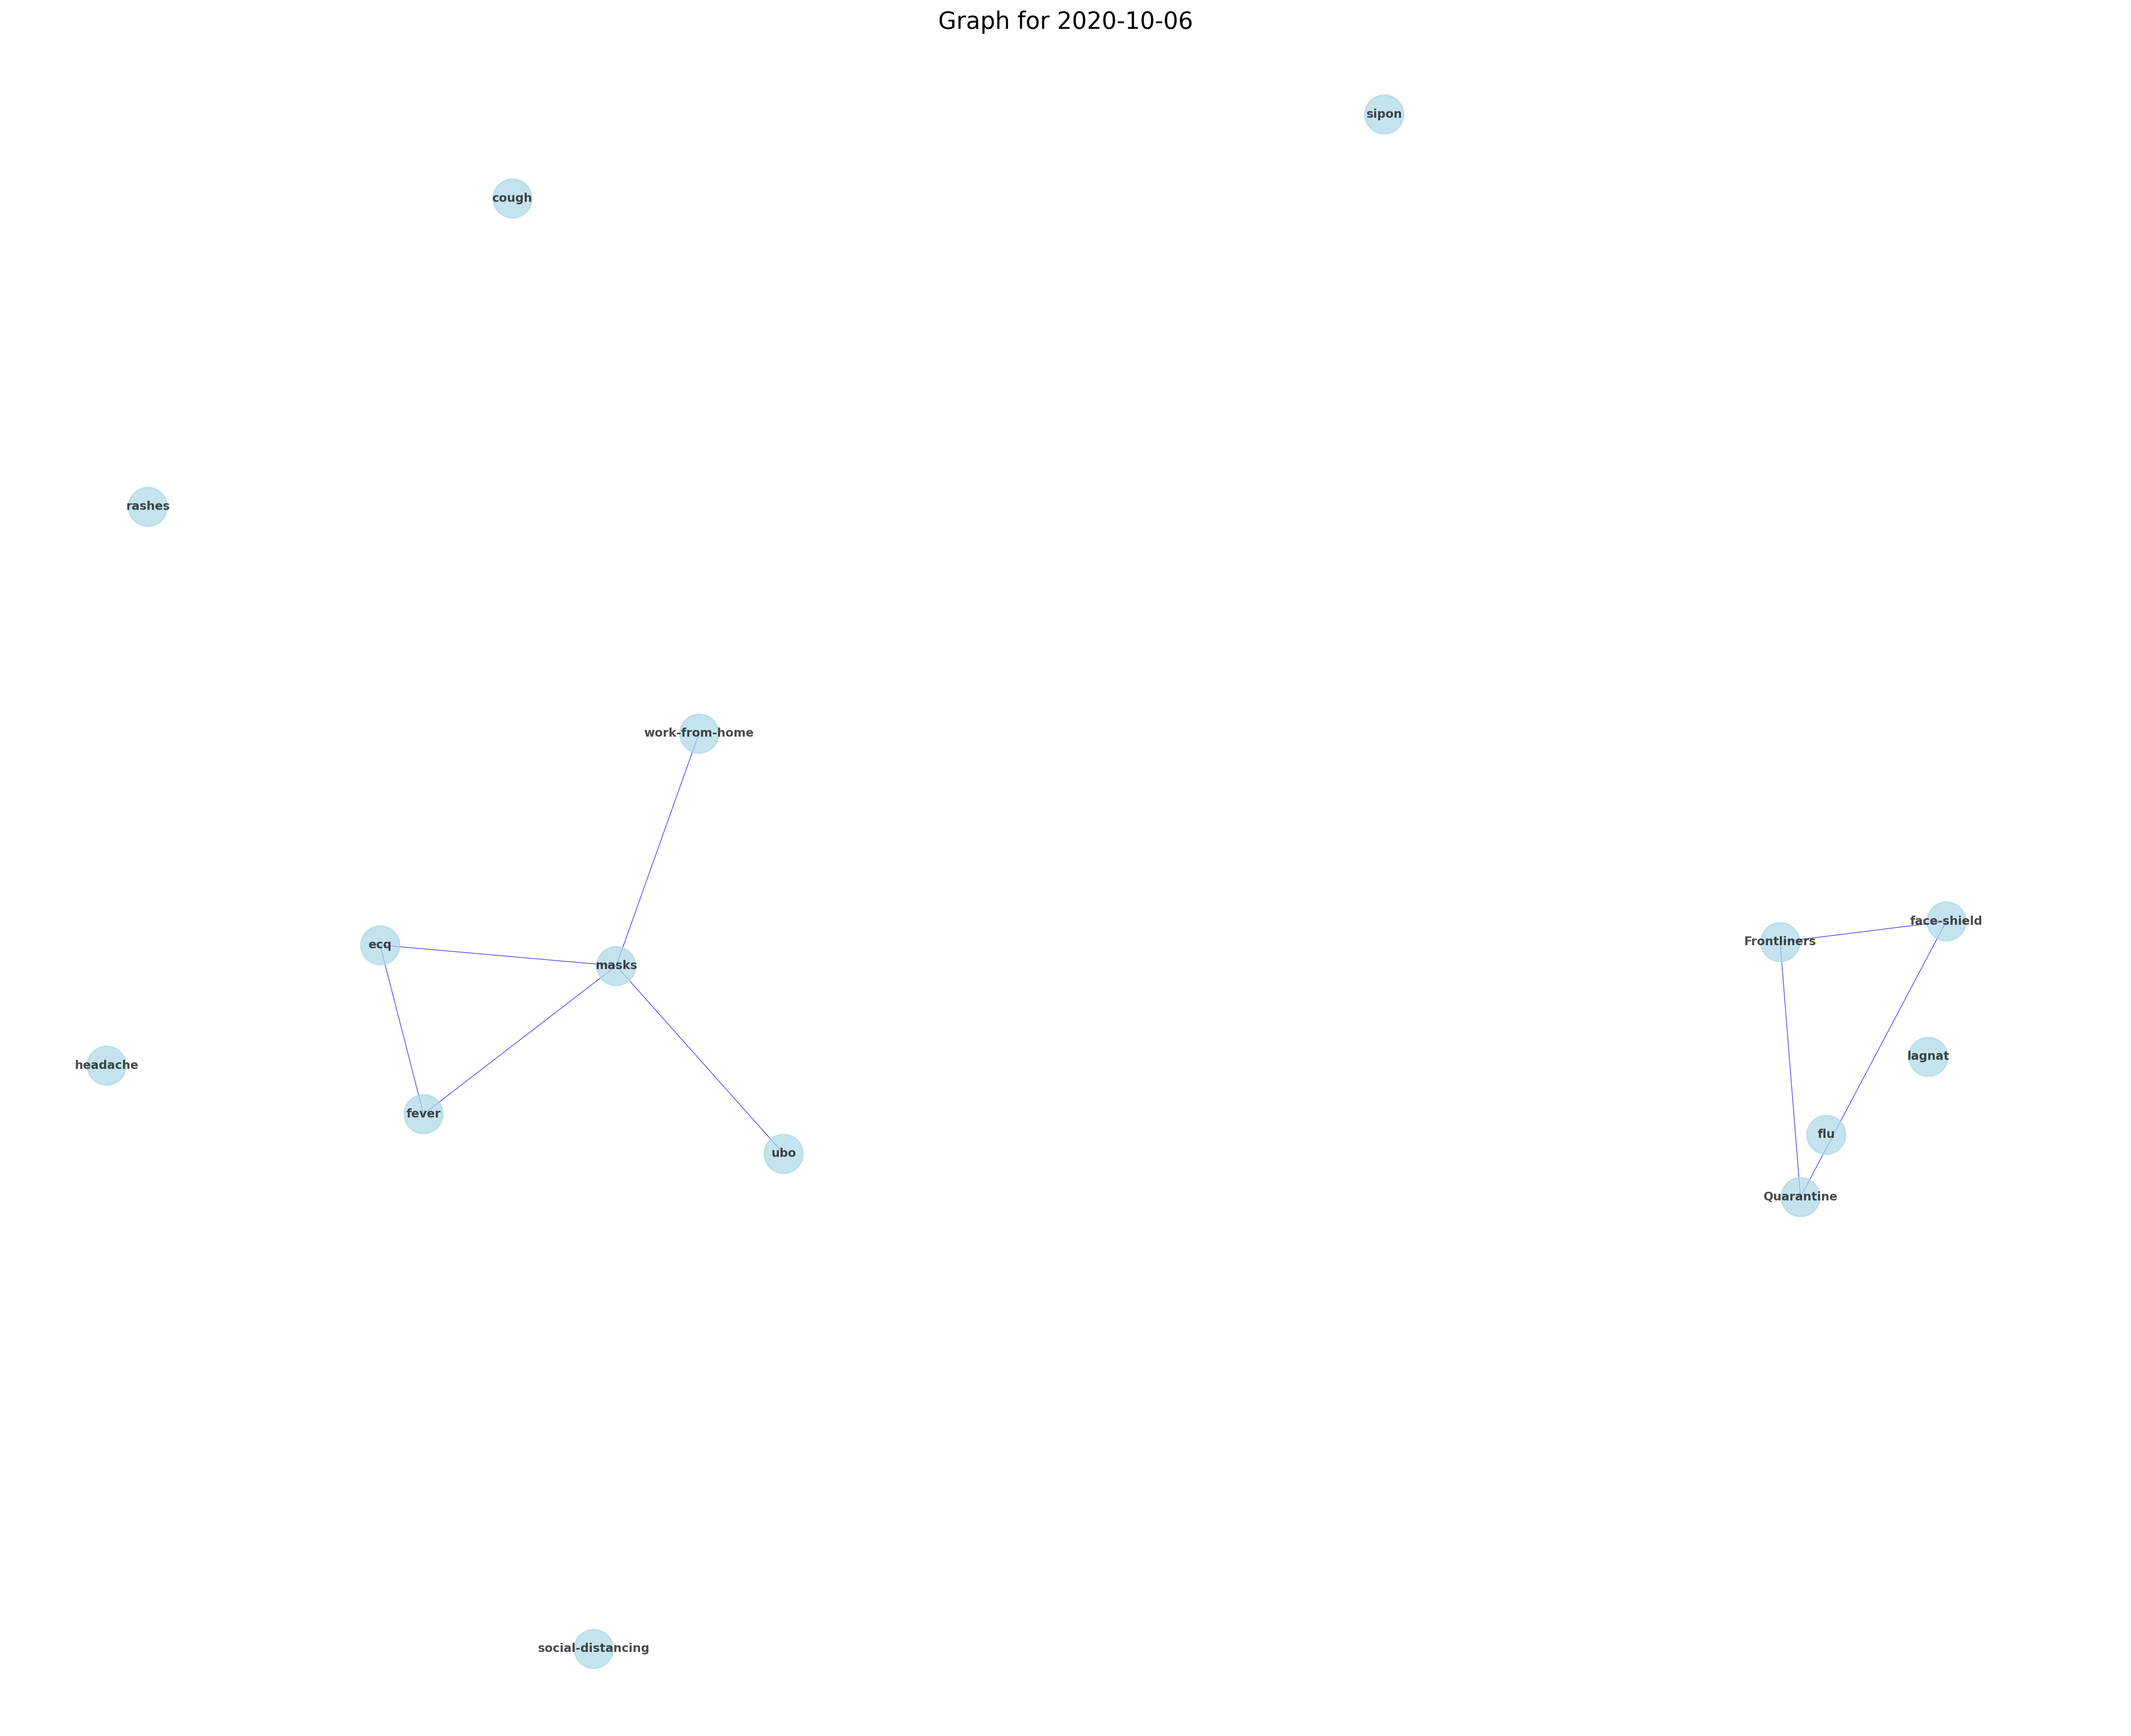 Graph for 2020-10-06
sipon
cough
rashes
work-from-home
face-shield
Frontliners
ecq
masks
lagnat
headache
fever
flu
ubo
Quarantine
social-distancing